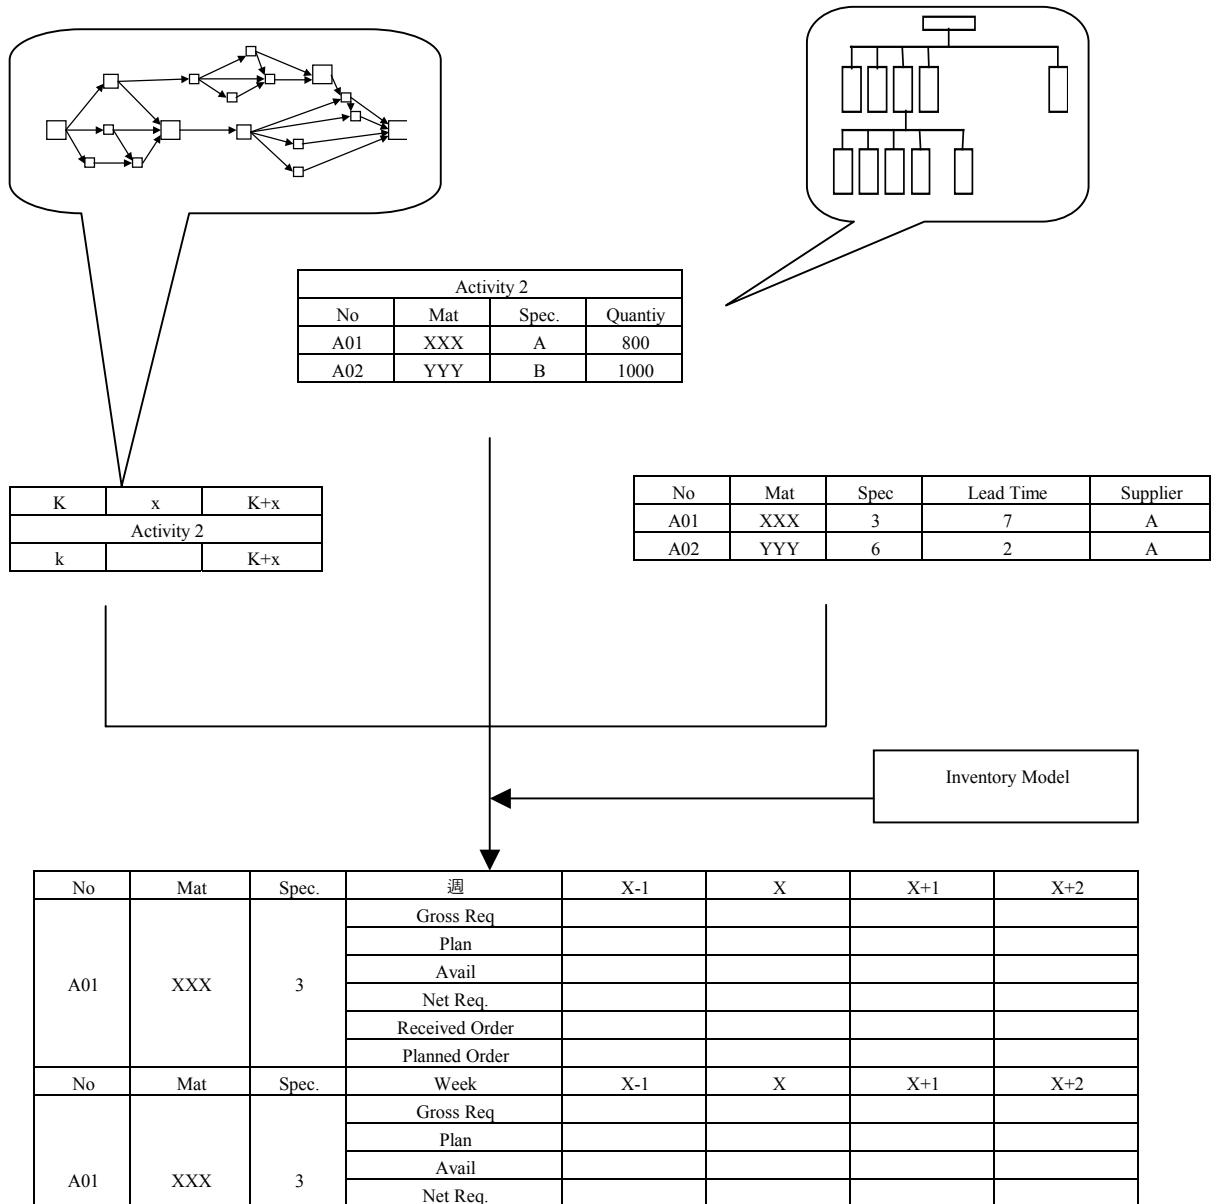 Activity 2
No Mat Spec. Quantiy
A01 XXX A 800
A02 YYY B 1000
K x K+x
Activity 2
k K+x
No Mat Spec Lead Time Supplier
A01 XXX 3 7 A
A02 YYY 6 2 A
Inventory Model
No Mat Spec. 週 X-1 X X+1 X+2
Gross Req
Plan
Avail
A01 XXX 3
Net Req.
Received Order
Planned Order
No Mat Spec. Week X-1 X X+1 X+2
Gross Req
Plan
Avail
A01 XXX 3
Net Req.